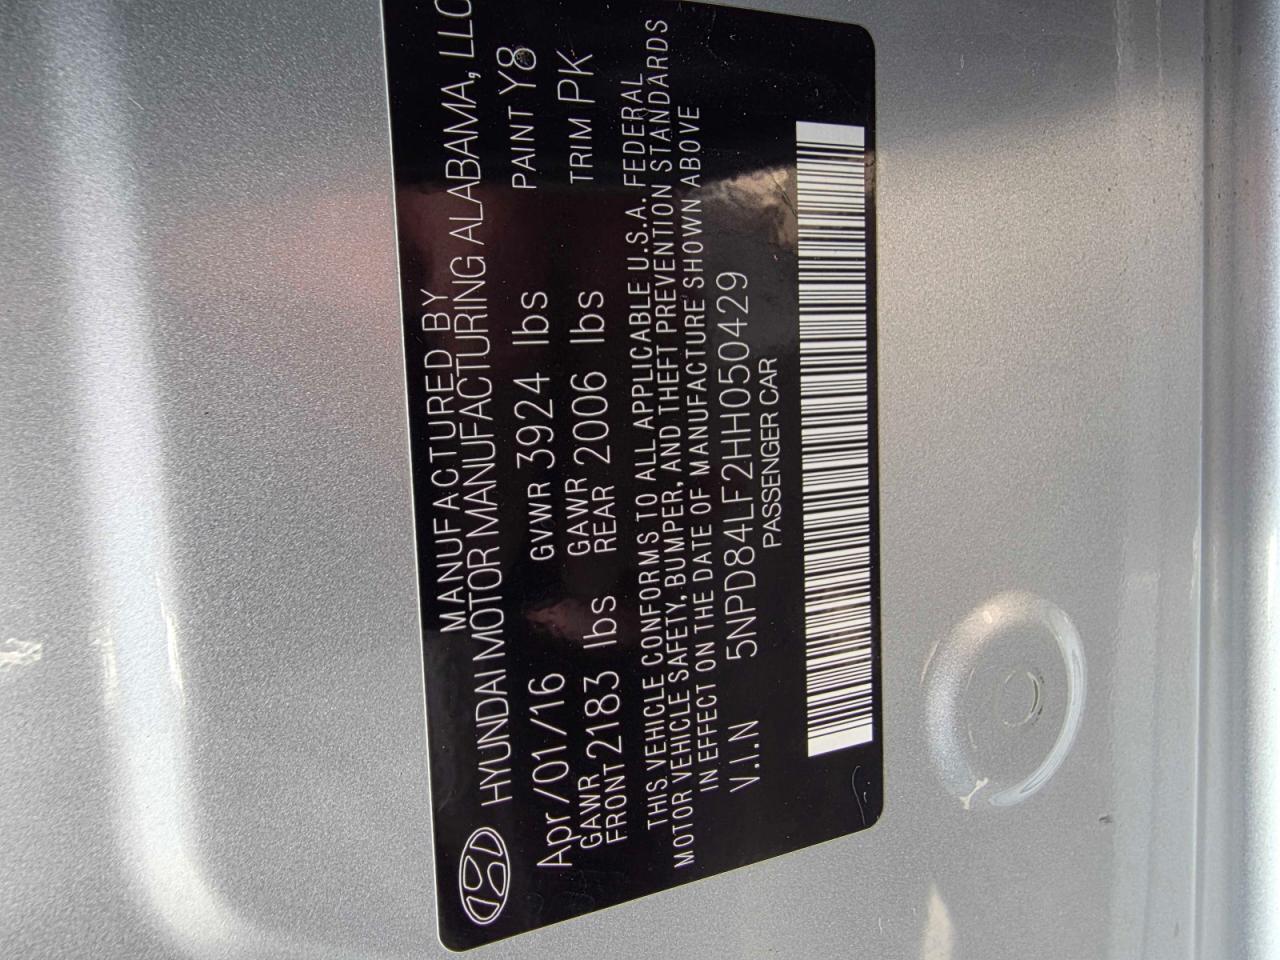 MANUFACTURED BY
HYUNDAI MOTOR MANUFACTURING ALABAMA, LLC
Apr/01/16 GVWR 3924 lbs PAINT Y8
GAWR FRONT 2183 lbs GAWR REAR 2006 lbs TRIM PK
THIS VEHICLE CONFORMS TO ALL APPLICABLE U.S.A. FEDERAL
MOTOR VEHICLE SAFETY, BUMPER, AND THEFT PREVENTION STANDARDS
IN EFFECT ON THE DATE OF MANUFACTURE SHOWN ABOVE
V.I.N 5NPD84LF2HH050429
PASSENGER CAR